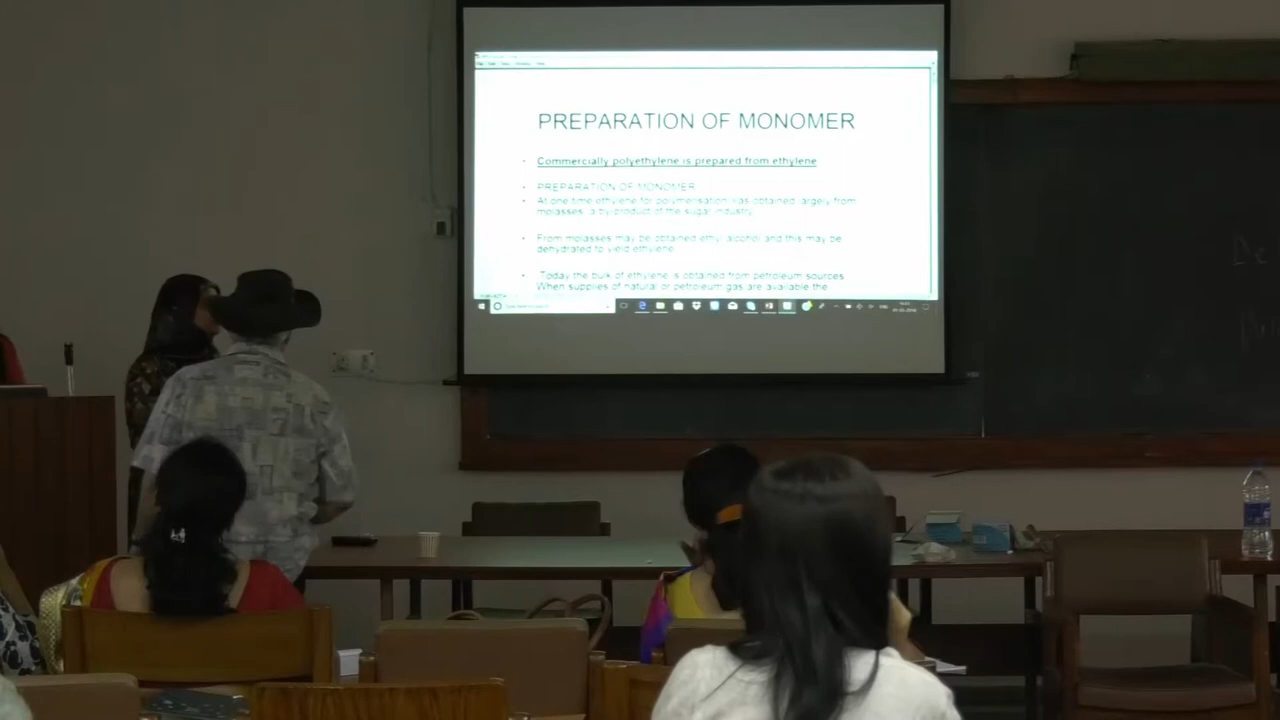 PREPARATION OF MONOMER
• Commercially polyethylene is prepared from ethylene
• PREPARATION OF MONOMER
• At one time ethylene for polymerisation was obtained largely from
molasses, a by-product of the sugar industry.
• From molasses may be obtained ethyl alcohol and this may be
dehydrated to yield ethylene.
• Today the bulk of ethylene is obtained from petroleum sources.
When supplies of natural or petroleum gas are available the